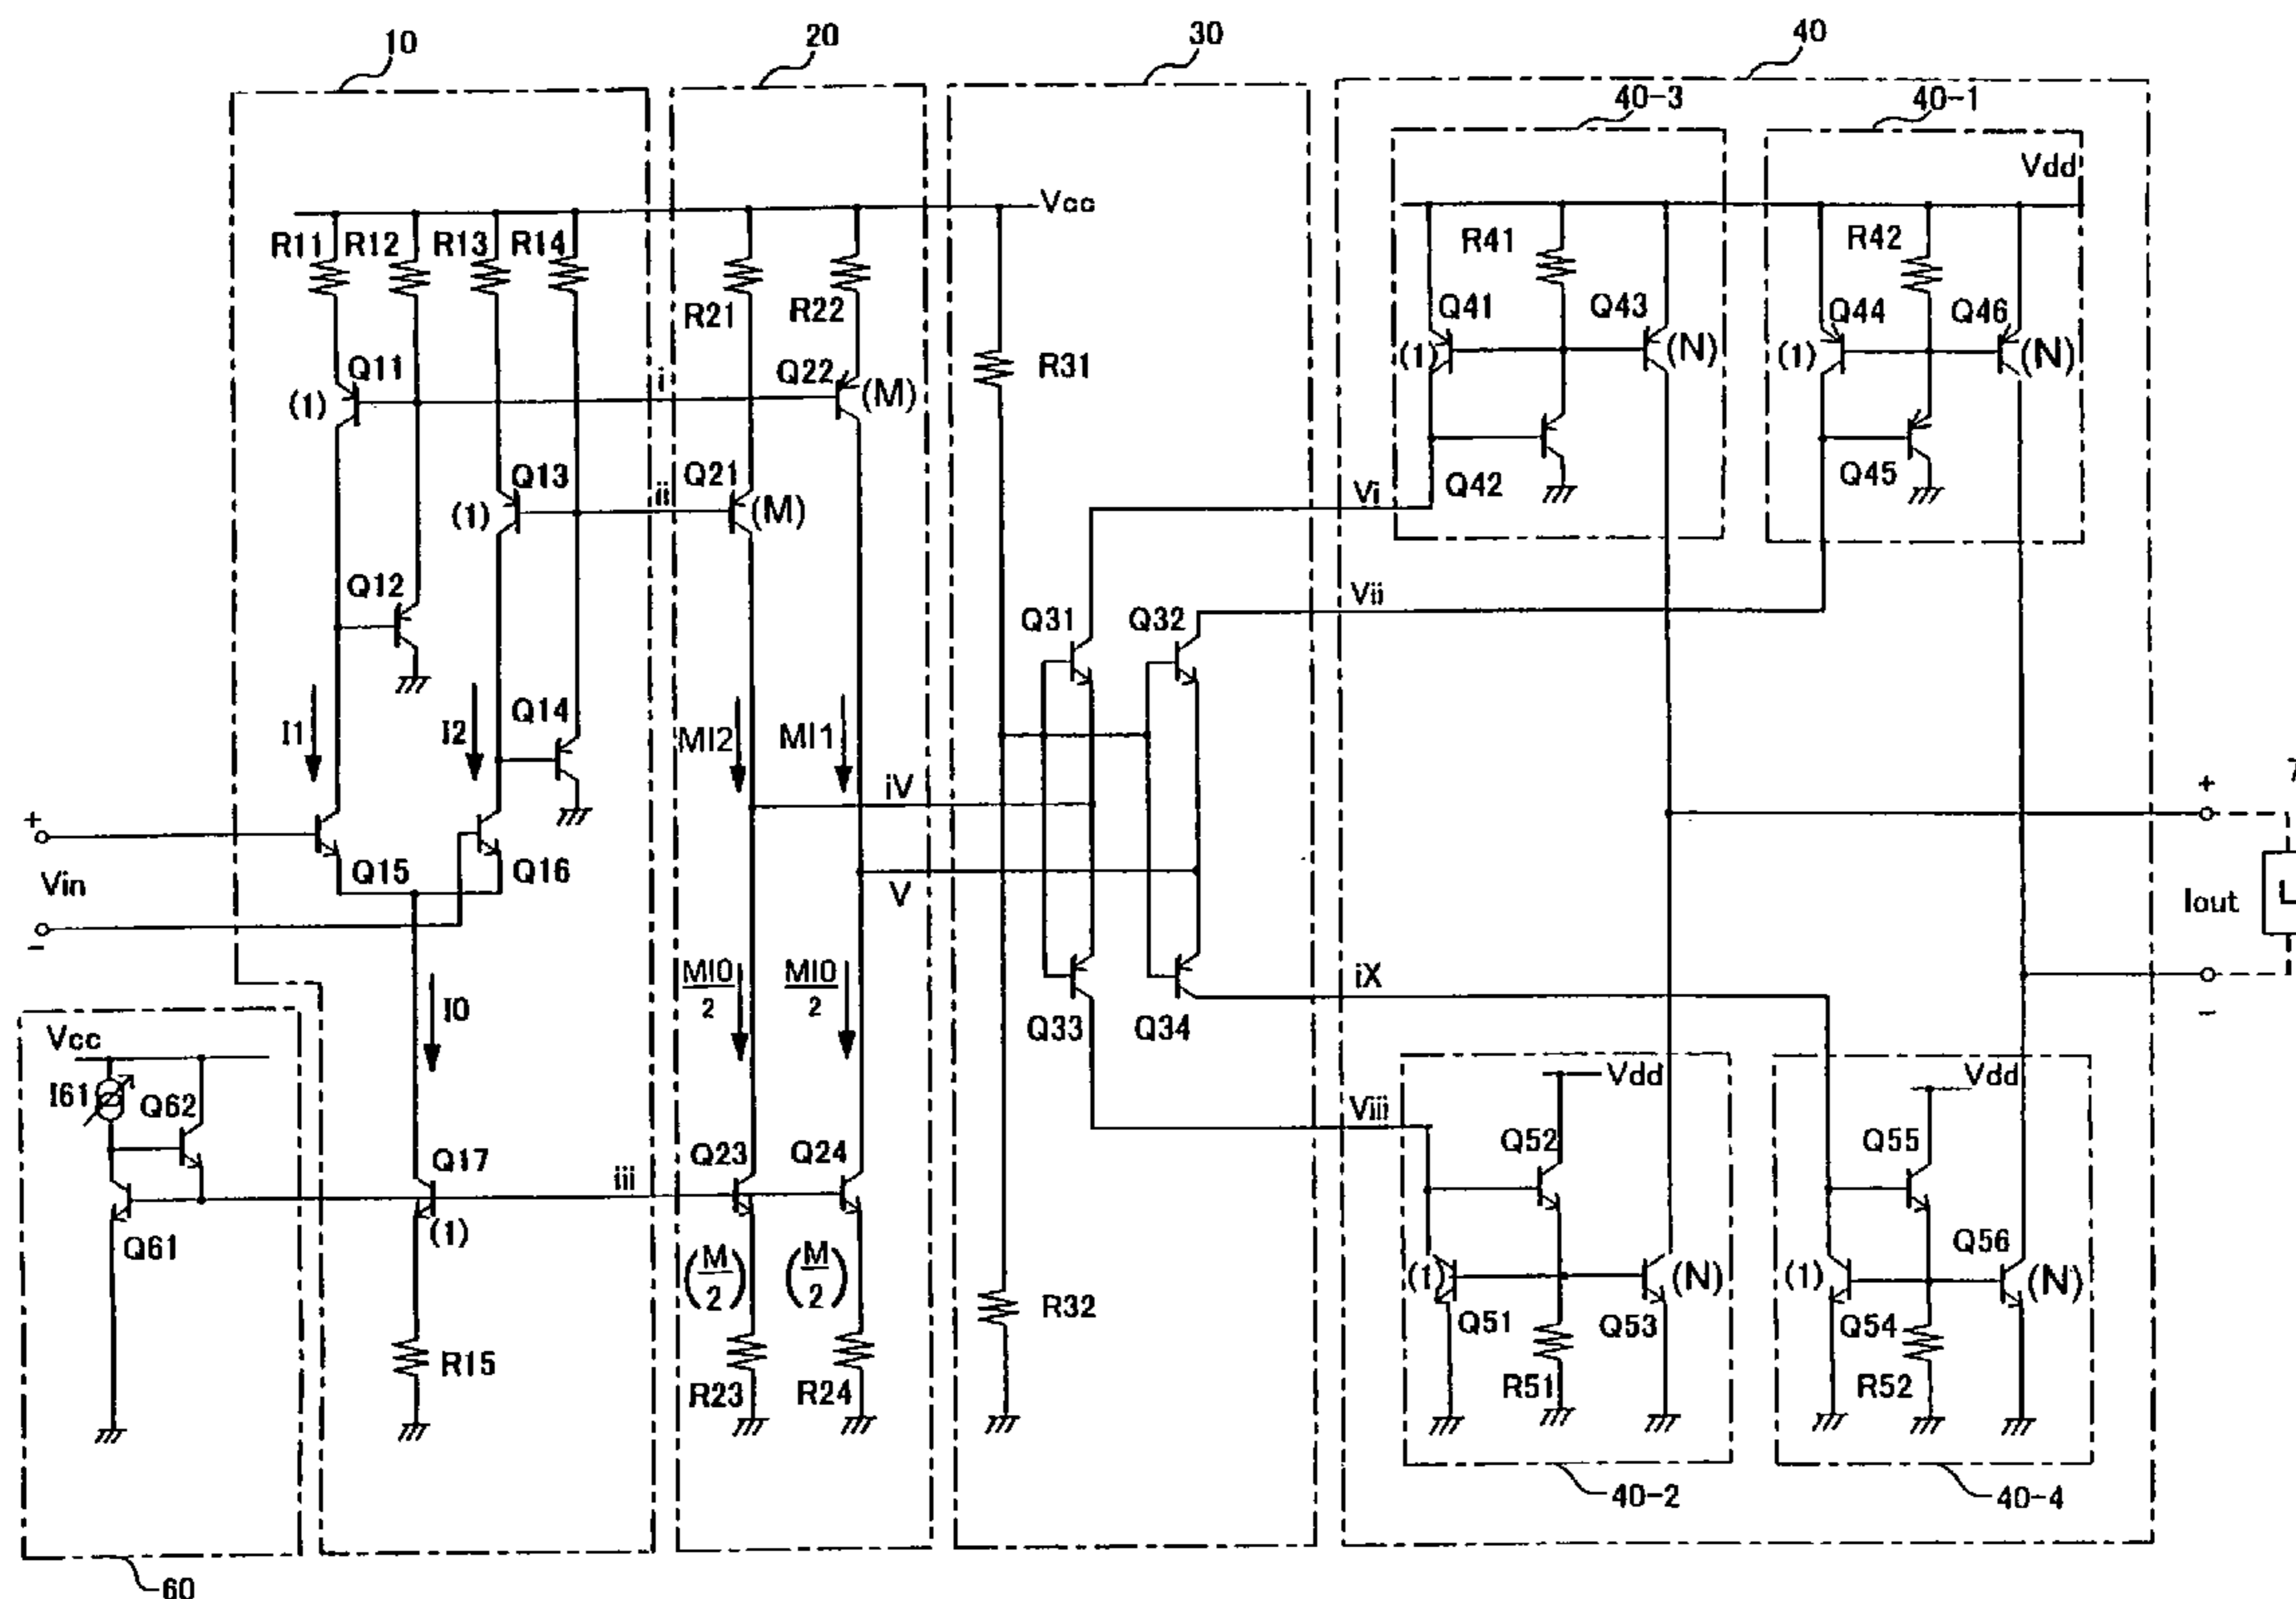 10
20
30
40
40-3
40-1
Vdd
Vcc
R11
R12
R13
R14
R21
R22
R31
R41
R42
Q41
Q43
Q44
Q46
(1)
(N)
(1)
(N)
Q11
(1)
i
Q22
(M)
Q13
(1)
ii
Q21
(M)
Q42
Q45
Vi
Q12
Vii
Q31
Q32
I1
I2
Q14
MI2
MI1
iV
+
Q15
Q16
Vin
-
V
+
Iout
-
iX
MI0
2
MI0
2
Q33
Q34
I0
Vcc
I61
Q62
Q61
Q17
(1)
iii
Q23
Q24
(M/2)
(M/2)
R15
R23
R24
R32
Viii
Vdd
Q52
(1)
Q51
Q53
(N)
R51
Vdd
Q55
Q56
(1)
Q54
(N)
R52
40-2
40-4
60